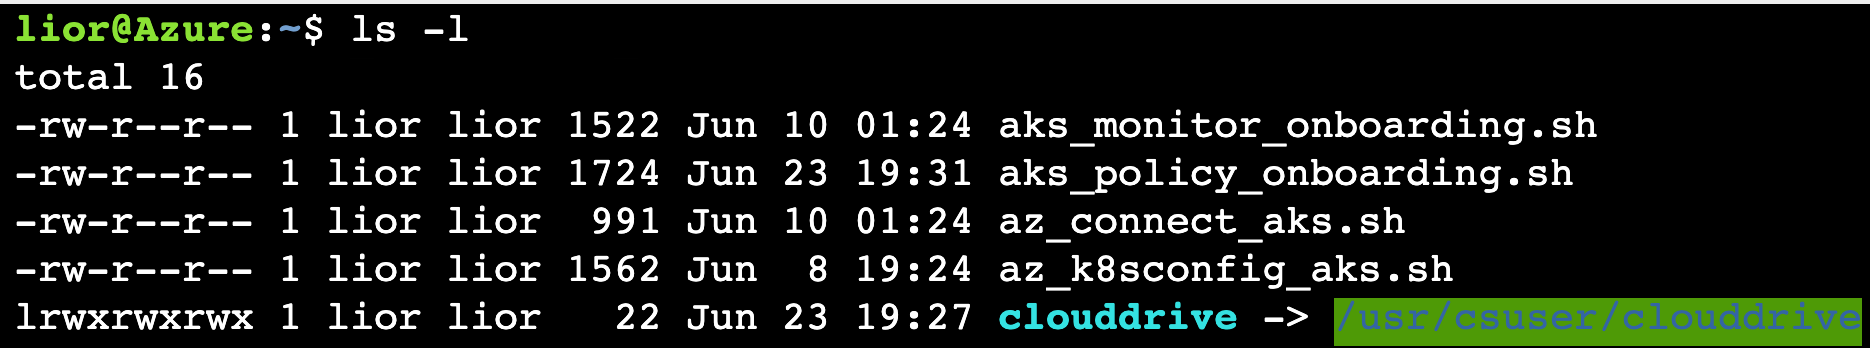 lior@Azure:~$ ls -l
total 16
-rw-r--r-- 1 lior lior 1522 Jun 10 01:24 aks_monitor_onboarding.sh
-rw-r--r-- 1 lior lior 1724 Jun 23 19:31 aks_policy_onboarding.sh
-rw-r--r-- 1 lior lior  991 Jun 10 01:24 az_connect_aks.sh
-rw-r--r-- 1 lior lior 1562 Jun  8 19:24 az_k8sconfig_aks.sh
lrwxrwxrwx 1 lior lior   22 Jun 23 19:27 clouddrive -> /usr/csuser/clouddrive